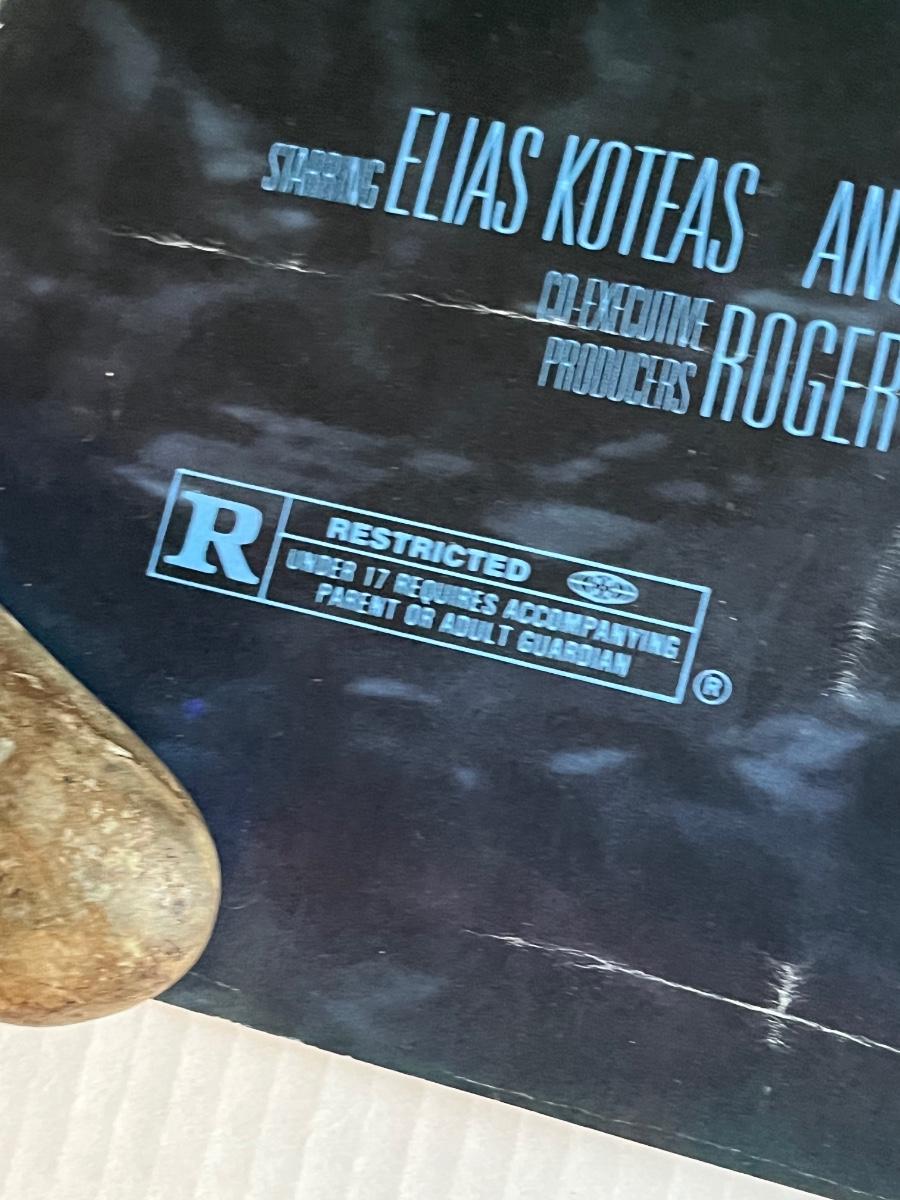 STARRING ELIAS KOTEAS
CO-EXECUTIVE
PRODUCERS ROGER
R
RESTRICTED
UNDER 17 REQUIRES ACCOMPANYING
PARENT OR ADULT GUARDIAN
®